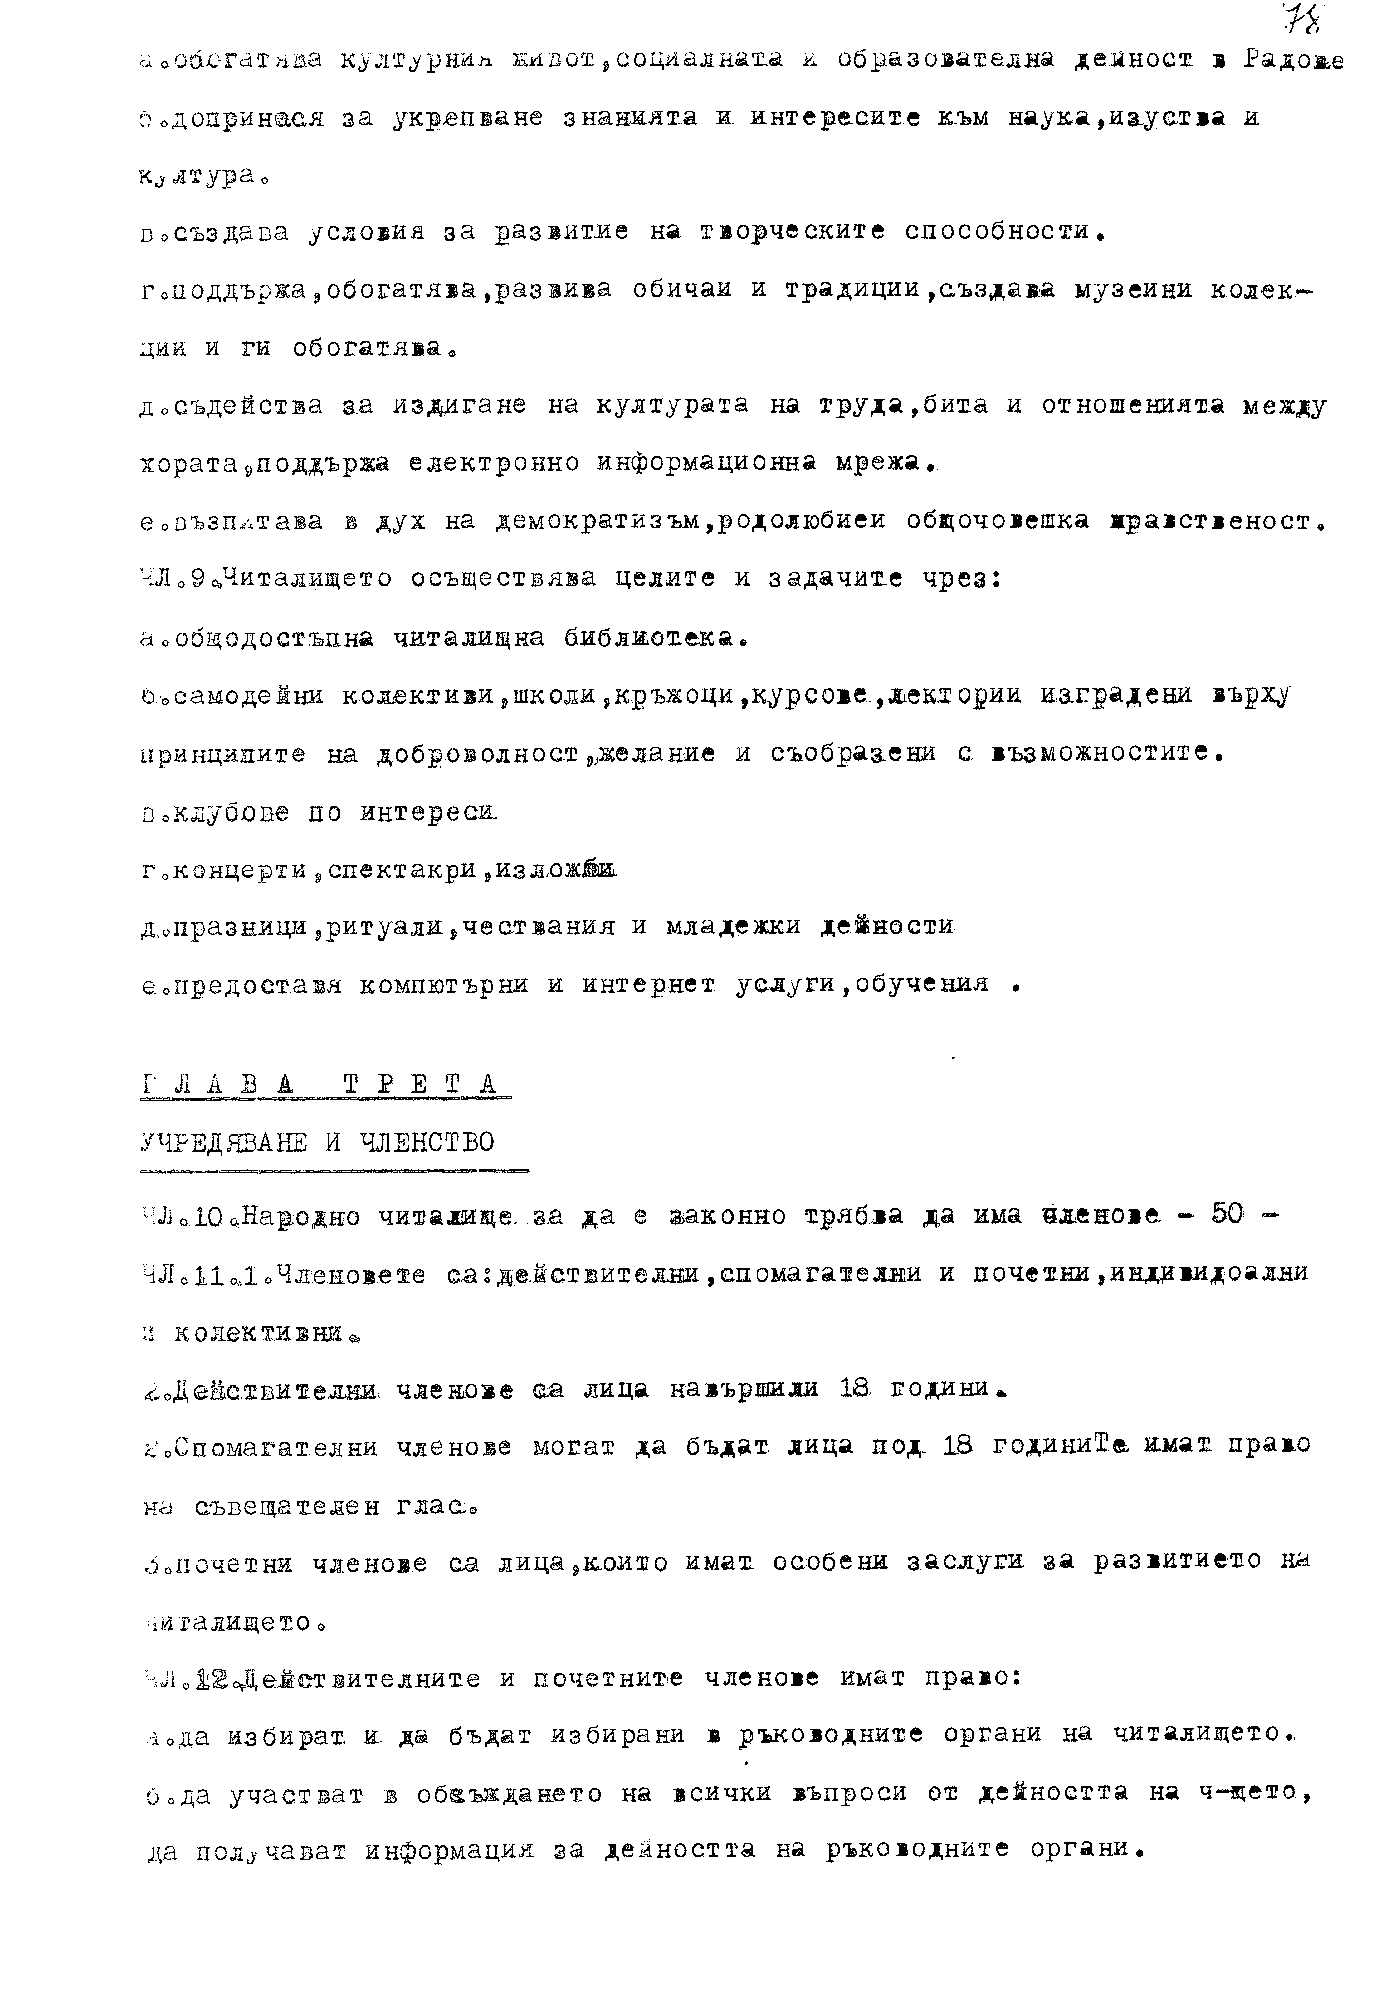 78
а.обогатява културния живот,социалната и образователна дейност в Радове
б.допринася за укрепване знанията и интересите към наука,изуства и
култура.
в.създава условия за развитие на творческите способности.
г.поддържа,обогатява,развива обичаи и традиции,създава музейни колек-
ции и ги обогатява.
д.съдейства за издигане на културата на труда,бита и отношенията между
хората,поддържа електронно информационна мрежа.
е.възпитава в дух на демократизъм,родолюбиеи общочовешка нравственост.
ЧЛ.9.Читалището осъществява целите и задачите чрез:
а.общодостъпна читалищна библиотека.
б.самодейни колективи,школи,кръжоци,курсове,лектории изградени върху
принципите на доброволност,желание и съобразени с възможностите.
в.клубове по интереси
г.концерти,спектакри,изложби
д.празници,ритуали,чествания и младежки дейности
е.предоставя компютърни и интернет услуги,обучения .
Г Л А В А   Т Р Е Т А
УЧРЕДЯВАНЕ И ЧЛЕНСТВО
ЧЛ.10.Народно читалище за да е законно трябва да има членове - 50 -
ЧЛ.11.1.Членовете са:действителни,спомагателни и почетни,индивидоални
и колективни.
2.Действителни членове са лица навършили 18 години.
2.Спомагателни членове могат да бъдат лица под 18 годиниТе имат право
на съвещателен глас.
3.почетни членове са лица,които имат особени заслуги за развитието на
читалището.
ЧЛ.12.Действителните и почетните членове имат право:
а.да избират и да бъдат избирани в ръководните органи на читалището.
б.да участват в обсъждането на всички въпроси от дейността на ч-щето,
да получават информация за дейността на ръководните органи.